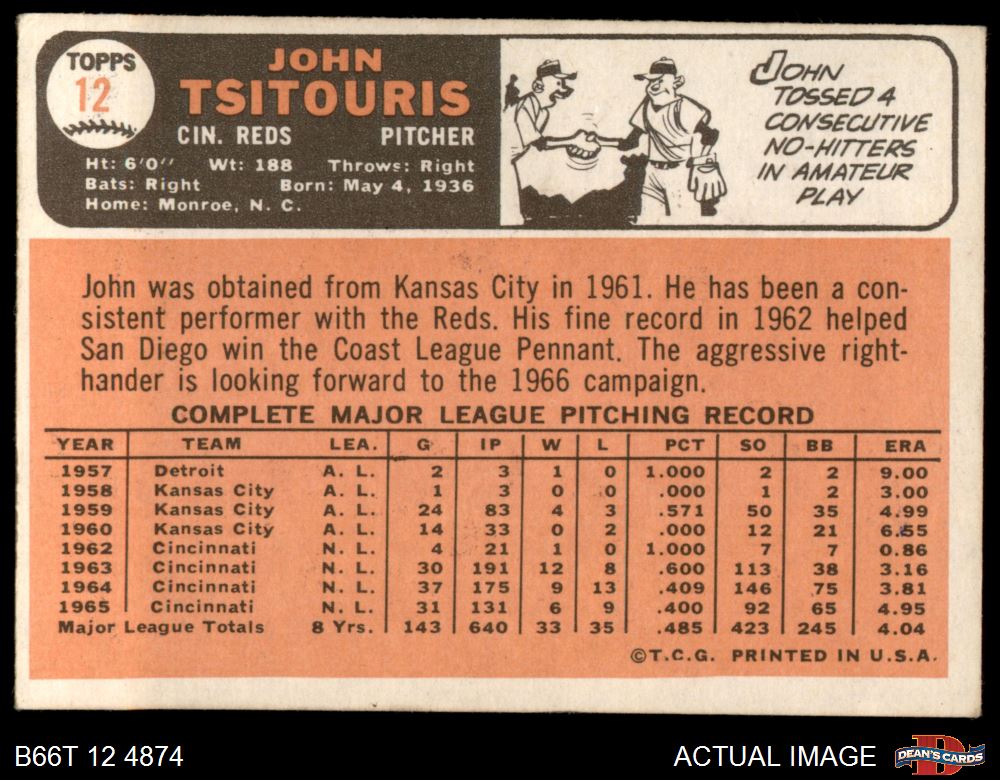 TOPPS
12
JOHN
TSITOURIS
CIN. REDS PITCHER
Ht: 6'0" Wt: 188 Throws: Right
Bats: Right Born: May 4, 1936
Home: Monroe, N. C.
JOHN
TOSSED 4
CONSECUTIVE
NO-HITTERS
IN AMATEUR
PLAY
John was obtained from Kansas City in 1961. He has been a con-
sistent performer with the Reds. His fine record in 1962 helped
San Diego win the Coast League Pennant. The aggressive right-
hander is looking forward to the 1966 campaign.
COMPLETE MAJOR LEAGUE PITCHING RECORD
YEAR TEAM LEA. G IP W L PCT SO BB ERA
1957 Detroit A. L. 2 3 1 0 1.000 2 2 9.00
1958 Kansas City A. L. 1 3 0 0 .000 1 2 3.00
1959 Kansas City A. L. 24 83 4 3 .571 50 35 4.99
1960 Kansas City A. L. 14 33 0 2 .000 12 21 6.55
1962 Cincinnati N. L. 4 21 1 0 1.000 7 7 0.86
1963 Cincinnati N. L. 30 191 12 8 .600 113 38 3.16
1964 Cincinnati N. L. 37 175 9 13 .409 146 75 3.81
1965 Cincinnati N. L. 31 131 6 9 .400 92 65 4.95
Major League Totals 8 Yrs. 143 640 33 35 .485 423 245 4.04
©T.C.G. PRINTED IN U.S.A.
B66T 12 4874 ACTUAL IMAGE DEAN'S CARDS